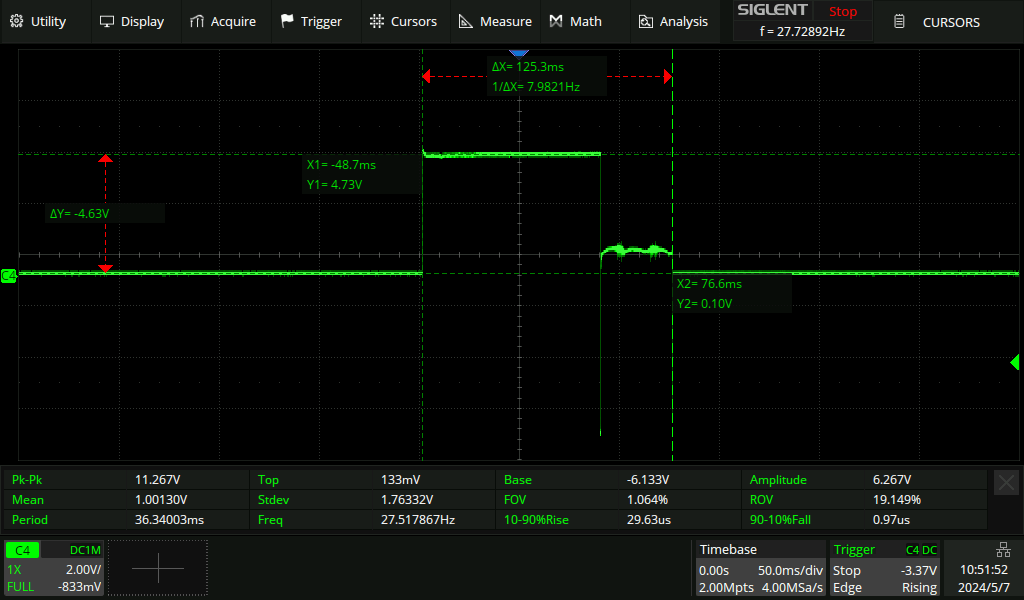 Utility Display Acquire Trigger Cursors Measure Math Analysis SIGLENT Stop CURSORS
f = 27.72892Hz
ΔX= 125.3ms
1/ΔX= 7.9821Hz
X1= -48.7ms
Y1= 4.73V
ΔY= -4.63V
C4
X2= 76.6ms
Y2= 0.10V
Pk-Pk 11.267V Top 133mV Base -6.133V Amplitude 6.267V
Mean 1.00130V Stdev 1.76332V FOV 1.064% ROV 19.149%
Period 36.34003ms Freq 27.517867Hz 10-90%Rise 29.63us 90-10%Fall 0.97us
C4 DC1M Timebase Trigger C4 DC
1X 2.00V/ 0.00s 50.0ms/div Stop -3.37V 10:51:52
FULL -833mV 2.00Mpts 4.00MSa/s Edge Rising 2024/5/7